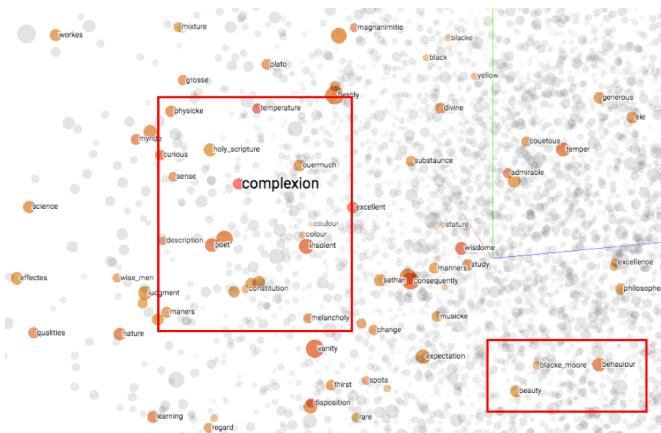 workes
mixture
magnanimitie
blacke
black
plato
yellow
grosse
fleshly
generous
physicke
temperature
divine
eie
mynde
couetous
holy_scripture
temper
curious
ouermuch
substaunce
sense
admirable
complexion
science
excellent
coulour
stature
colour
description
poet
insolent
wisdome
excellence
manners
study
effectes
wise_men
sathan
consequently
judgment
constitution
philosophe
maners
melancholy
musicke
qualities
nature
change
vanity
expectation
blacke_moore
behauiour
spots
thirst
beauty
disposition
learning
rare
regard